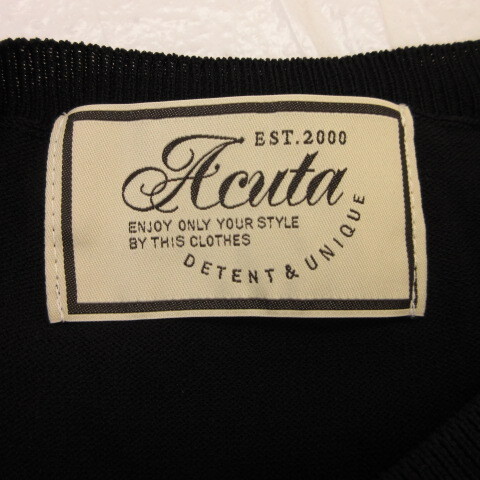 EST.2000
Acuta
ENJOY ONLY YOUR STYLE
BY THIS CLOTHES
DETENT & UNIQUE